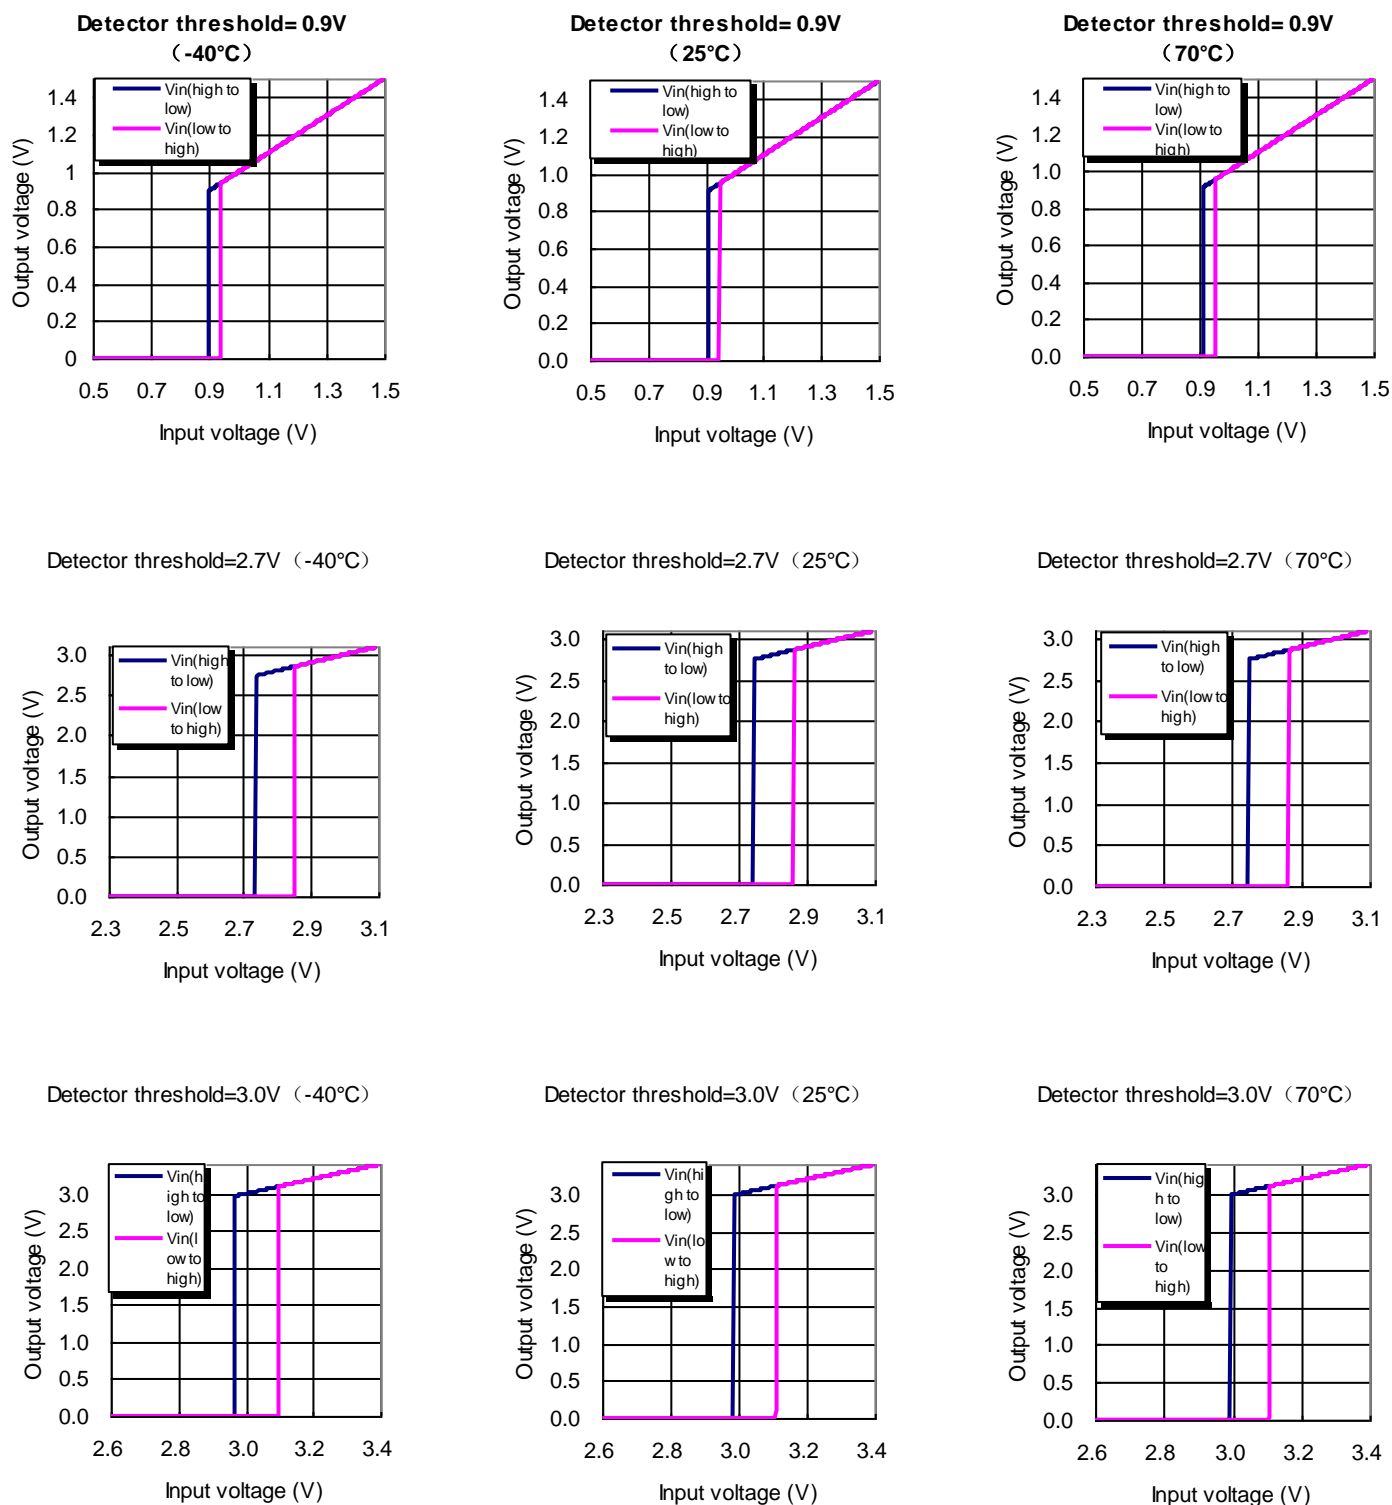 Detector threshold= 0.9V
（-40°C）
Vin(high to
low)
Vin(low to
high)
1.4
1.2
1
0.8
0.6
0.4
0.2
0
Output voltage (V)
0.5 0.7 0.9 1.1 1.3 1.5
Input voltage (V)
Detector threshold= 0.9V
（25°C）
Vin(high to
low)
Vin(low to
high)
1.4
1.2
1.0
0.8
0.6
0.4
0.2
0.0
Output voltage (V)
0.5 0.7 0.9 1.1 1.3 1.5
Input voltage (V)
Detector threshold= 0.9V
（70°C）
Vin(high to
low)
Vin(low to
high)
1.4
1.2
1.0
0.8
0.6
0.4
0.2
0.0
Output voltage (V)
0.5 0.7 0.9 1.1 1.3 1.5
Input voltage (V)
Detector threshold=2.7V（-40°C）
Vin(high
to low)
Vin(low
to high)
3.0
2.5
2.0
1.5
1.0
0.5
0.0
Output voltage (V)
2.3 2.5 2.7 2.9 3.1
Input voltage (V)
Detector threshold=2.7V（25°C）
Vin(high
to low)
Vin(low to
high)
3.0
2.5
2.0
1.5
1.0
0.5
0.0
Output voltage (V)
2.3 2.5 2.7 2.9 3.1
Input voltage (V)
Detector threshold=2.7V（70°C）
Vin(high
to low)
Vin(low to
high)
3.0
2.5
2.0
1.5
1.0
0.5
0.0
Output voltage (V)
2.3 2.5 2.7 2.9 3.1
Input voltage (V)
Detector threshold=3.0V（-40°C）
Vin(h
igh to
low)
Vin(l
ow to
high)
3.0
2.5
2.0
1.5
1.0
0.5
0.0
Output voltage (V)
2.6 2.8 3.0 3.2 3.4
Input voltage (V)
Detector threshold=3.0V（25°C）
Vin(hi
gh to
low)
Vin(lo
w to
high)
3.0
2.5
2.0
1.5
1.0
0.5
0.0
Output voltage (V)
2.6 2.8 3.0 3.2 3.4
Input voltage (V)
Detector threshold=3.0V（70°C）
Vin(hig
h to
low)
Vin(low
to
high)
3.0
2.5
2.0
1.5
1.0
0.5
0.0
Output voltage (V)
2.6 2.8 3.0 3.2 3.4
Input voltage (V)